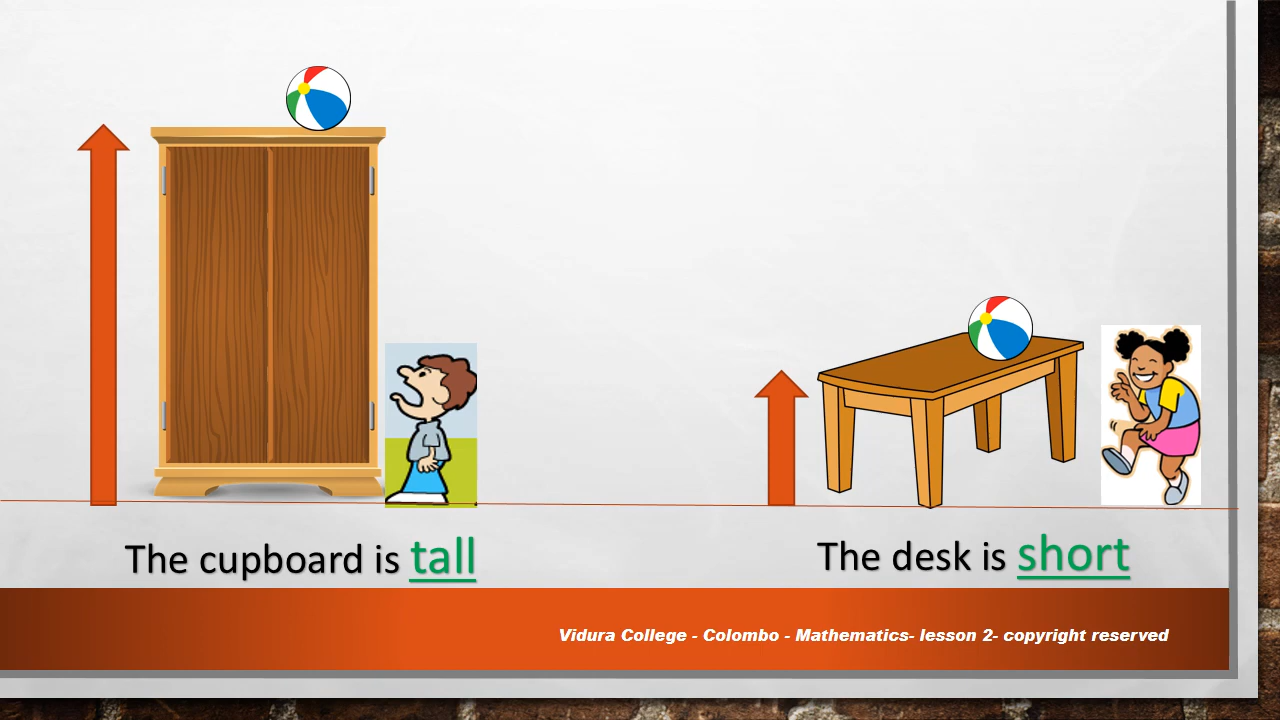 The cupboard is tall
The desk is short
Vidura College - Colombo - Mathematics- lesson 2- copyright reserved